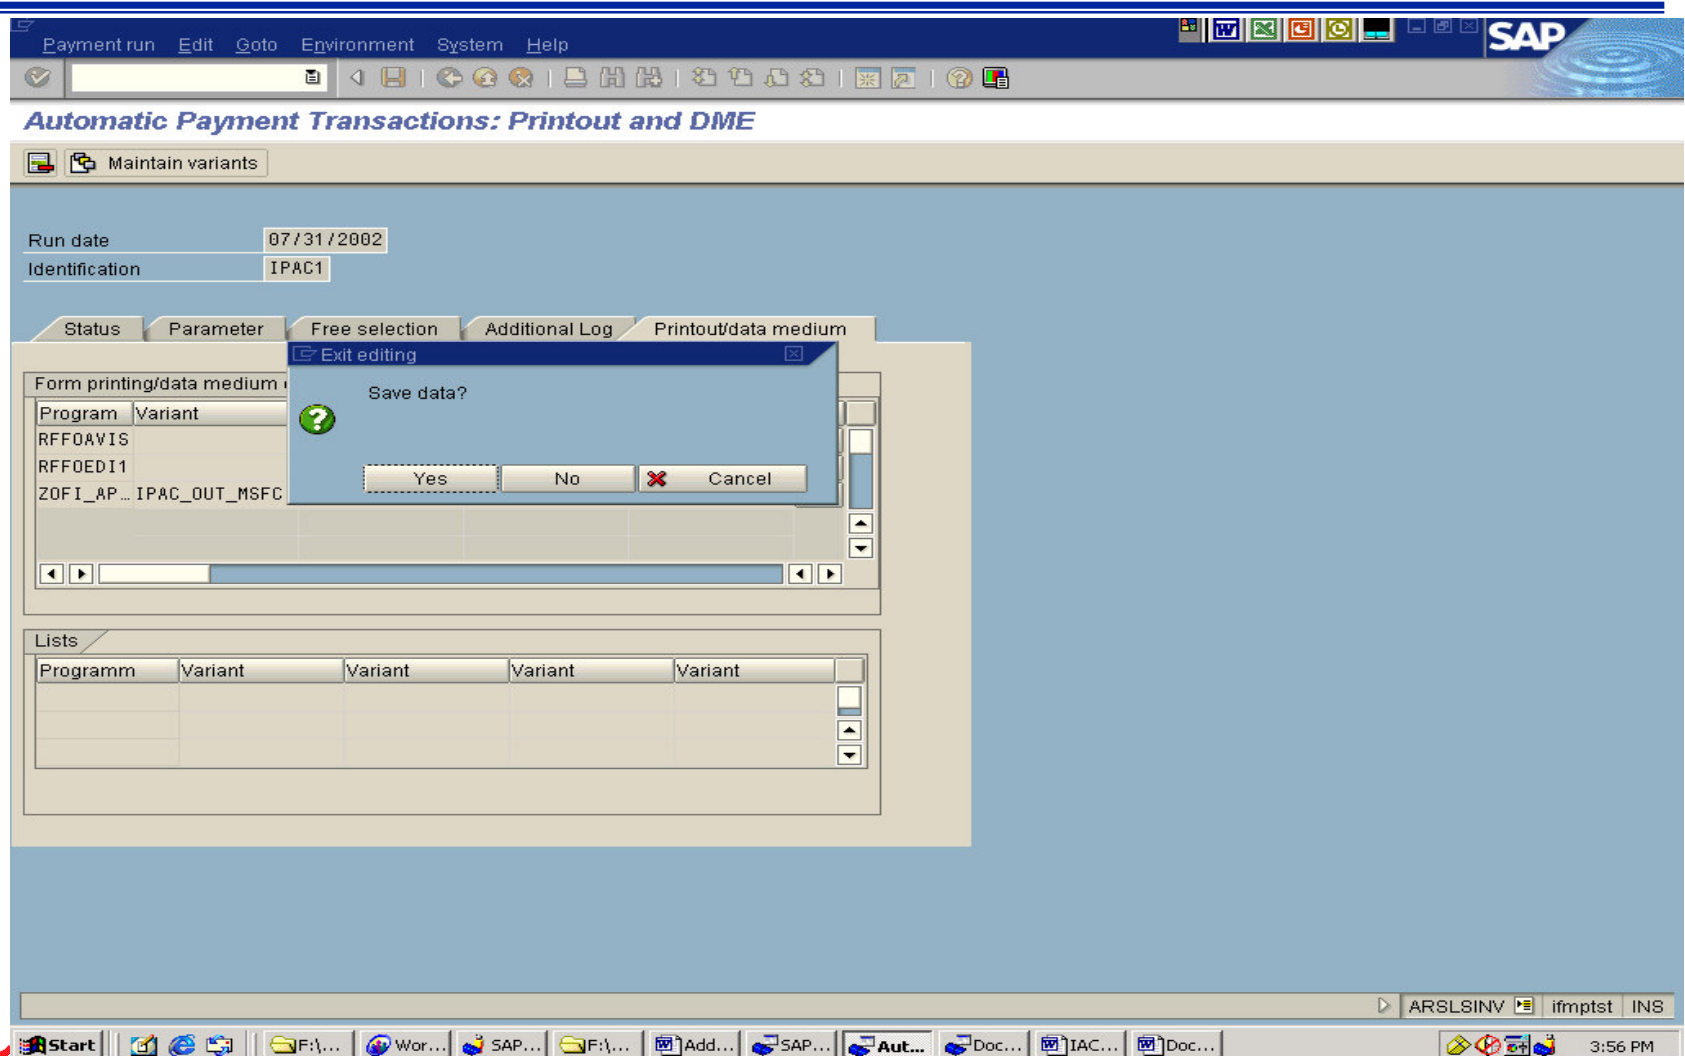 Payment run Edit Goto Environment System Help
SAP
Automatic Payment Transactions: Printout and DME
Maintain variants
Run date 07/31/2002
Identification IPAC1
Status Parameter Free selection Additional Log Printout/data medium
Exit editing
Form printing/data medium
Save data?
Program Variant
RFFOAVIS
RFFOEDI1
Yes No Cancel
ZOFI_AP… IPAC_OUT_MSFC
Lists
Programm Variant Variant Variant Variant
ARSLSINV ifmptst INS
Start F:\... Wor... SAP... F:\... Add... SAP... Aut... Doc... IAC... Doc... 3:56 PM